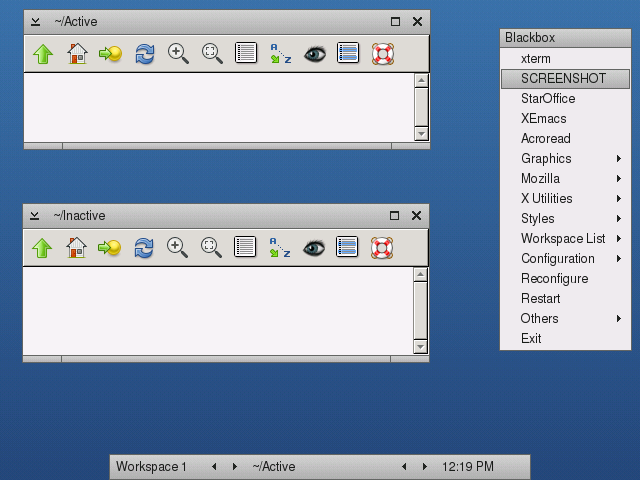 ~/Active
~/Inactive
Blackbox
xterm
SCREENSHOT
StarOffice
XEmacs
Acroread
Graphics
Mozilla
X Utilities
Styles
Workspace List
Configuration
Reconfigure
Restart
Others
Exit
Workspace 1
~/Active
12:19 PM